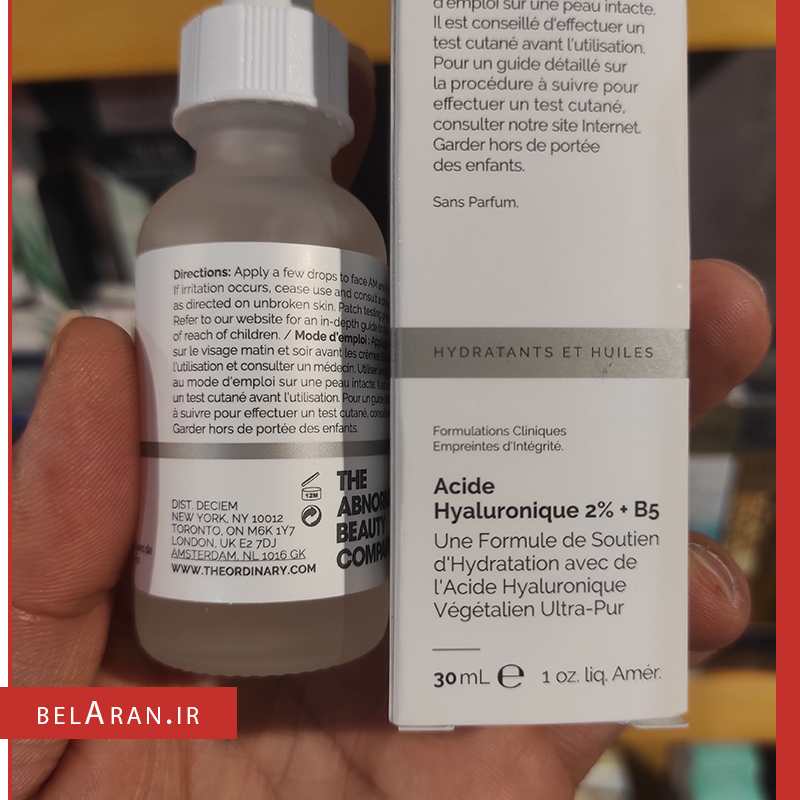 Directions: Apply a few drops to face AM
If irritation occurs, cease use and consult a
as directed on unbroken skin. Patch testing
Refer to our website for an in-depth guide
of reach of children. / Mode d'emploi :
sur le visage matin et soir avant les crèmes.
l'utilisation et consulter un médecin. Utiliser
au mode d'emploi sur une peau intacte. Il
un test cutané avant l'utilisation. Pour un guide
à suivre pour effectuer un test cutané,
Garder hors de portée des enfants.
DIST. DECIEM
NEW YORK, NY 10012
TORONTO, ON M6K 1Y7
LONDON, UK E2 7DJ
AMSTERDAM, NL 1016 GK
WWW.THEORDINARY.COM
12M
THE
ABNOR
BEAUTY
COMPA
d'emploi sur une peau intacte.
Il est conseillé d'effectuer un
test cutané avant l'utilisation.
Pour un guide détaillé sur
la procédure à suivre pour
effectuer un test cutané,
consulter notre site Internet.
Garder hors de portée
des enfants.
Sans Parfum.
HYDRATANTS ET HUILES
Formulations Cliniques
Empreintes d'Intégrité.
Acide
Hyaluronique 2% + B5
Une Formule de Soutien
d'Hydratation avec de
l'Acide Hyaluronique
Végétalien Ultra-Pur
30 mL ℮ 1 oz. liq. Amér.
BELARAN.IR